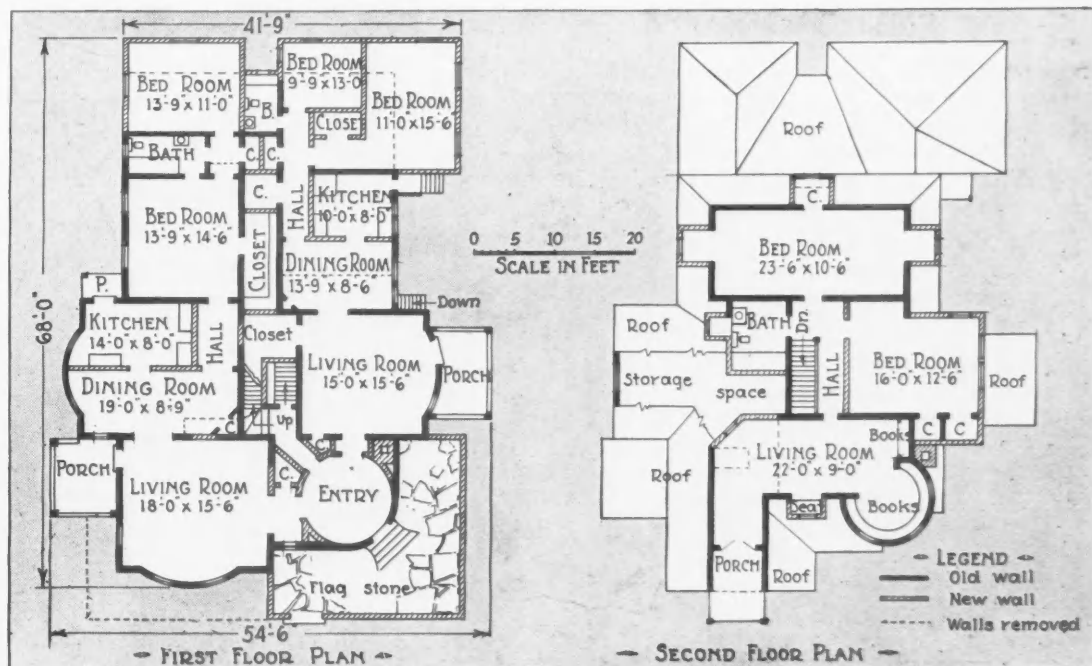 41'-9"
BED ROOM
13'-9" x 11'-0"
BED ROOM
9'-9" x 13'-0
BED ROOM
11'-0" x 15'-6"
B.
CLOSET
BATH
C.
C.
C.
BED ROOM
13'-9" x 14'-6"
HALL
KITCHEN
10'-0" x 8'-0"
CLOSET
DINING ROOM
13'-9" x 8'-6"
Down
P.
KITCHEN
14'-0" x 8'-0"
HALL
Closet
LIVING ROOM
15'-0" x 15'-6"
PORCH
68'-0"
DINING ROOM
19'-0" x 8'-9"
C
Up
C
PORCH
LIVING ROOM
18'-0" x 15'-6"
C.
ENTRY
Flag stone
54'-6"
FIRST FLOOR PLAN
0 5 10 15 20
SCALE IN FEET
Roof
C.
BED ROOM
23'-6" x 10'-6"
Roof
BATH
Dn.
HALL
BED ROOM
16'-0" x 12'-6"
Roof
Storage space
C
C
Roof
LIVING ROOM
22'-0" x 9'-0"
Books
Seat
Books
PORCH
Roof
LEGEND
Old wall
New wall
Walls removed
SECOND FLOOR PLAN